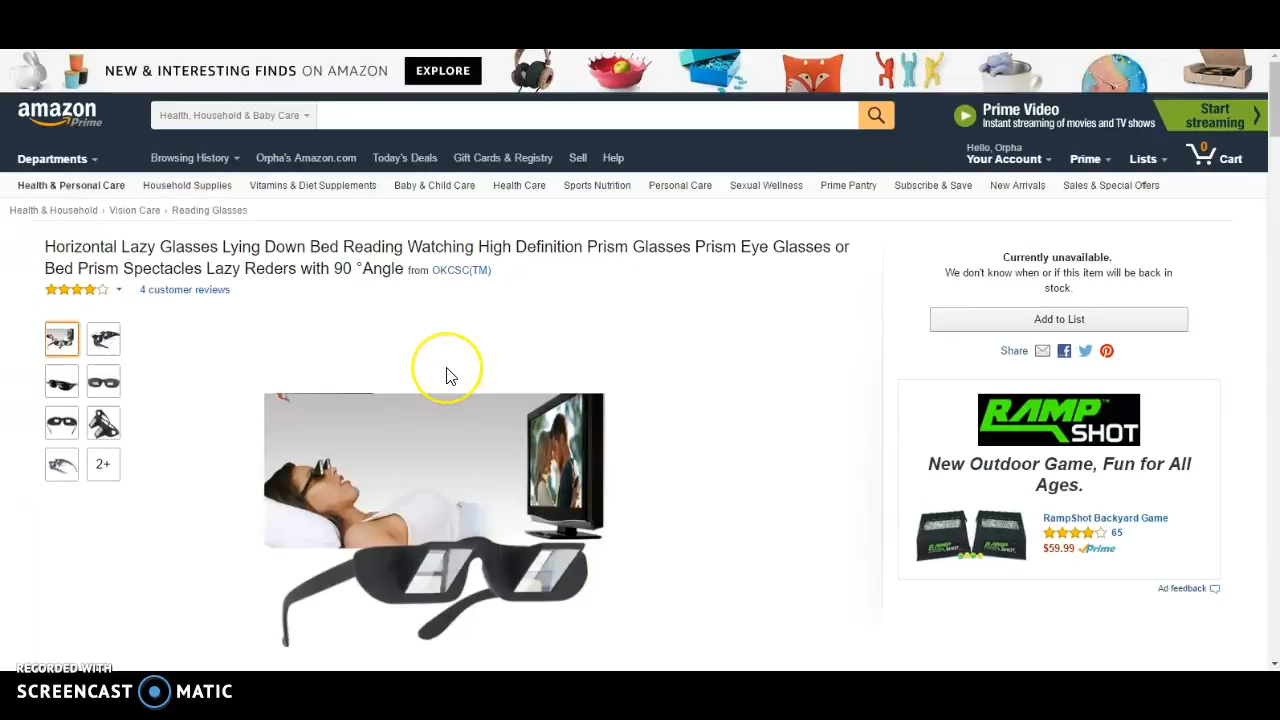 NEW & INTERESTING FINDS ON AMAZON EXPLORE
amazon Prime
Health, Household & Baby Care
Prime Video
Instant streaming of movies and TV shows
Start streaming
Departments
Browsing History
Orpha's Amazon.com
Today's Deals
Gift Cards & Registry
Sell
Help
Hello, Orpha
Your Account
Prime
Lists
0
Cart
Health & Personal Care
Household Supplies
Vitamins & Diet Supplements
Baby & Child Care
Health Care
Sports Nutrition
Personal Care
Sexual Wellness
Prime Pantry
Subscribe & Save
New Arrivals
Sales & Special Offers
Health & Household › Vision Care › Reading Glasses
Horizontal Lazy Glasses Lying Down Bed Reading Watching High Definition Prism Glasses Prism Eye Glasses or
Bed Prism Spectacles Lazy Reders with 90 °Angle from OKCSC(TM)
4 customer reviews
2+
Currently unavailable.
We don't know when or if this item will be back in
stock.
Add to List
Share
RAMP SHOT™
New Outdoor Game, Fun for All
Ages.
RampShot Backyard Game
65
$59.99 Prime
Ad feedback
RECORDED WITH
SCREENCAST MATIC